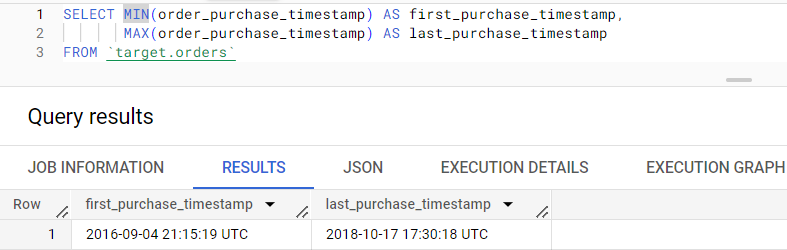 1 SELECT MIN(order_purchase_timestamp) AS first_purchase_timestamp,
2 MAX(order_purchase_timestamp) AS last_purchase_timestamp
3 FROM `target.orders`
Query results
JOB INFORMATION RESULTS JSON EXECUTION DETAILS EXECUTION GRAPH
Row first_purchase_timestamp last_purchase_timestamp
1 2016-09-04 21:15:19 UTC 2018-10-17 17:30:18 UTC